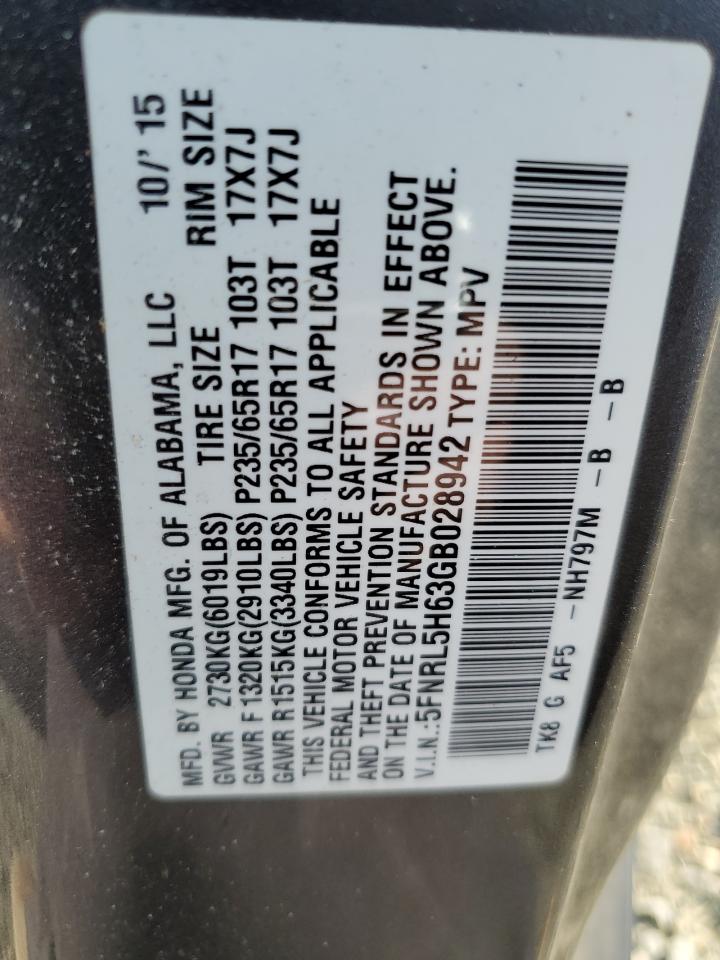 MFD. BY HONDA MFG. OF ALABAMA, LLC 10/'15
GVWR 2730KG(6019LBS) TIRE SIZE RIM SIZE
GAWR F 1320KG(2910LBS) P235/65R17 103T 17X7J
GAWR R 1515KG(3340LBS) P235/65R17 103T 17X7J
THIS VEHICLE CONFORMS TO ALL APPLICABLE
FEDERAL MOTOR VEHICLE SAFETY
AND THEFT PREVENTION STANDARDS IN EFFECT
ON THE DATE OF MANUFACTURE SHOWN ABOVE.
V.I.N.:5FNRL5H63GB028942 TYPE: MPV
TK8 G AF5 -NH797M -B -B